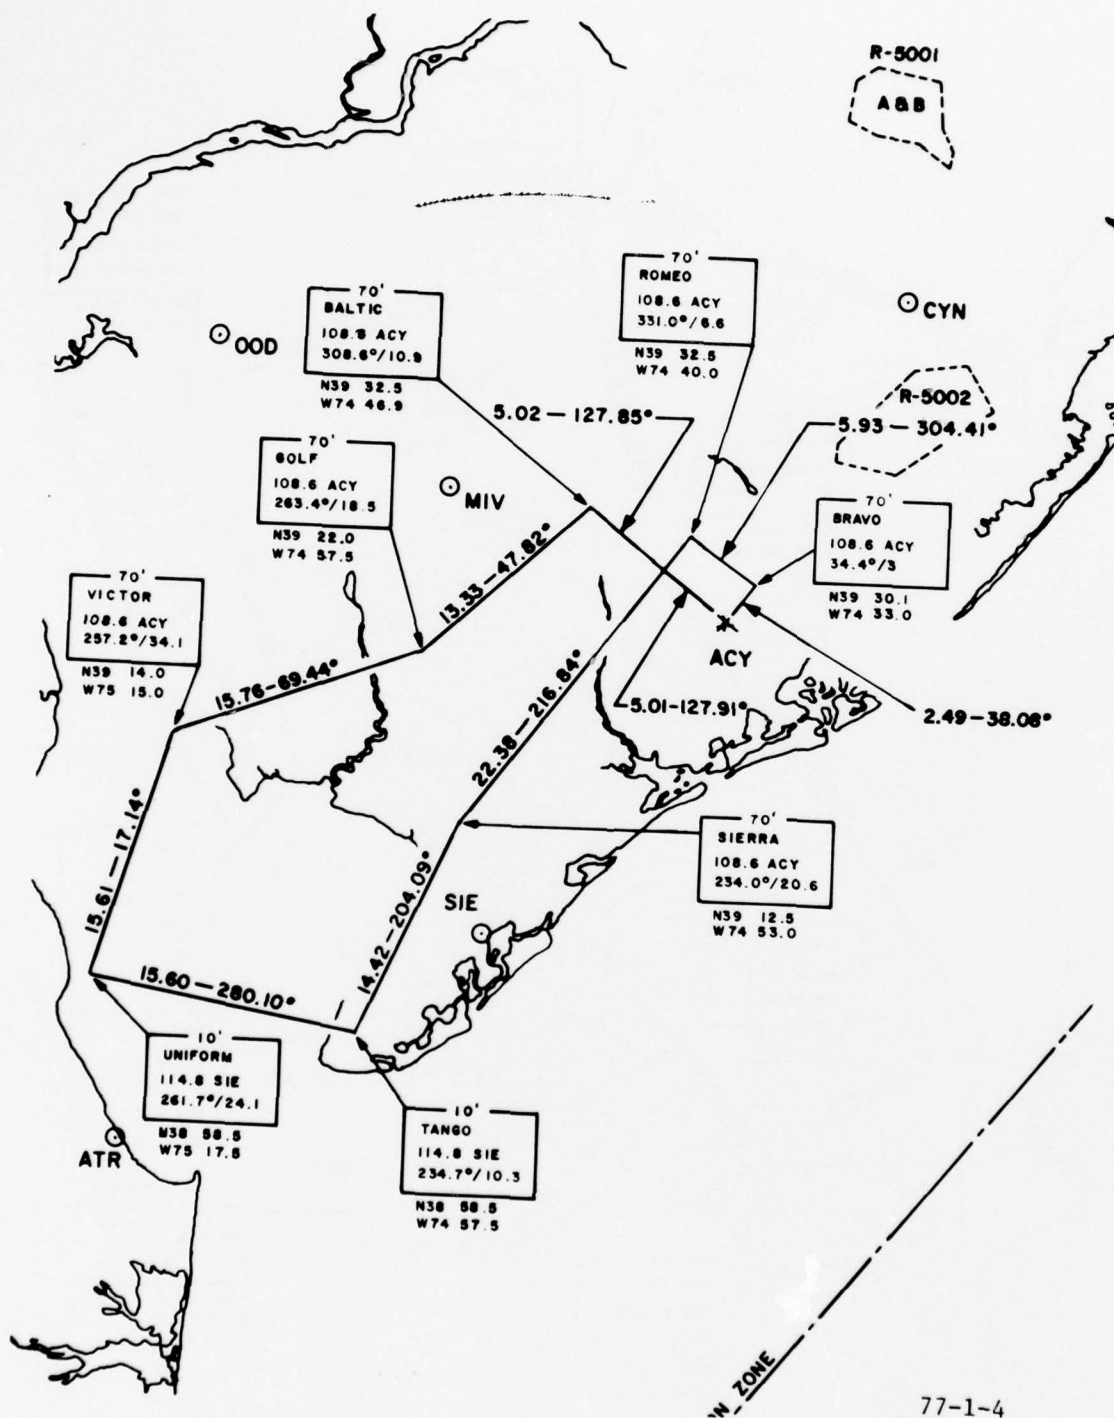 R-5001
A & B
70'
ROMEO
108.6 ACY
331.0°/6.6
N39 32.5
W74 40.0
70'
BALTIC
108.6 ACY
308.6°/10.9
N39 32.5
W74 46.9
CYN
OOD
R-5002
5.02—127.85°
5.93—304.41°
70'
GOLF
108.6 ACY
263.4°/18.5
N39 22.0
W74 57.5
MIV
70'
BRAVO
108.6 ACY
34.4°/3
N39 30.1
W74 33.0
13.33—47.82°
70'
VICTOR
108.6 ACY
257.2°/34.1
N39 14.0
W75 15.0
ACY
15.76-69.44°
5.01-127.91°
2.49-38.08°
22.38—216.84°
15.61—17.14°
70'
SIERRA
108.6 ACY
234.0°/20.6
N39 12.5
W74 53.0
14.42-204.09°
SIE
15.60—280.10°
10'
UNIFORM
114.8 SIE
261.7°/24.1
N38 58.5
W75 17.5
10'
TANGO
114.8 SIE
234.7°/10.3
N38 58.5
W74 57.5
ATR
ZONE
77-1-4